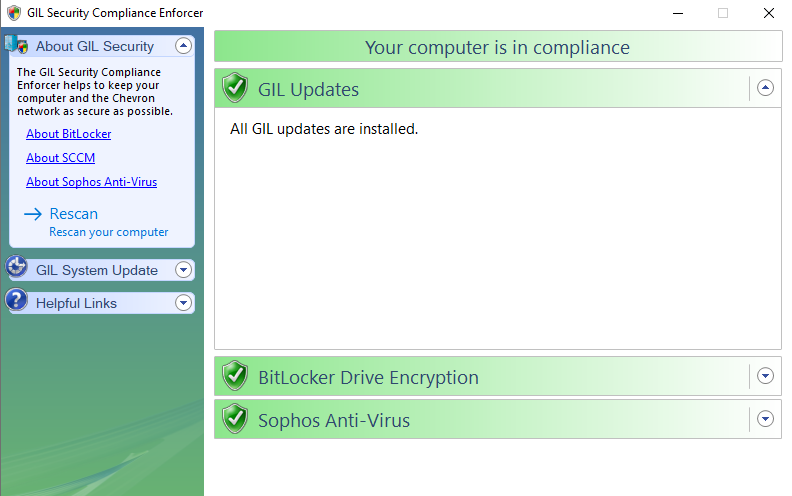 GIL Security Compliance Enforcer
About GIL Security
The GIL Security Compliance
Enforcer helps to keep your
computer and the Chevron
network as secure as possible.
About BitLocker
About SCCM
About Sophos Anti-Virus
Rescan
Rescan your computer
GIL System Update
Helpful Links
Your computer is in compliance
GIL Updates
All GIL updates are installed.
BitLocker Drive Encryption
Sophos Anti-Virus